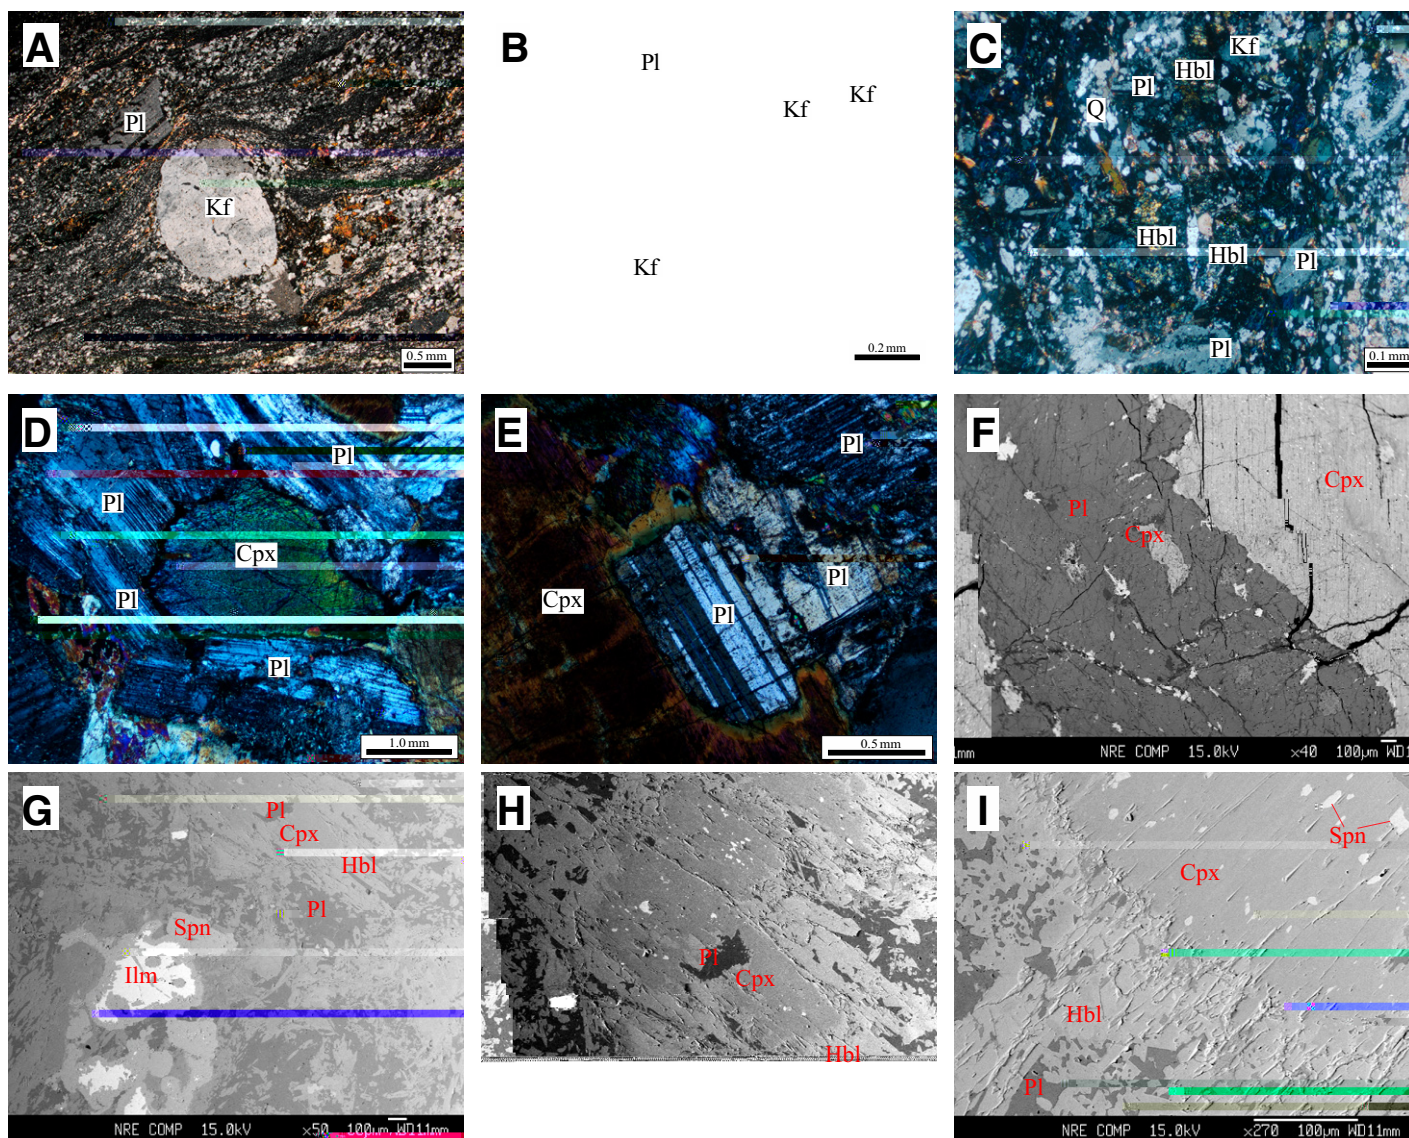 A
Pl
Kf
0.5 mm
B
Pl
Kf
Kf
Kf
0.2 mm
C
Kf
Hbl
Pl
Q
Hbl
Hbl
Pl
Pl
0.1 mm
D
Pl
Pl
Cpx
Pl
Pl
1.0 mm
E
Pl
Pl
Cpx
Pl
0.5 mm
F
Cpx
Pl
Cpx
1mm NRE COMP 15.0kV ×40 100μm WD1
G
Pl
Cpx
Hbl
Pl
Spn
Ilm
NRE COMP 15.0kV ×50 100μm WD11mm
H
Pl
Cpx
Hbl
I
Spn
Cpx
Hbl
Pl
NRE COMP 15.0kV ×270 100μm WD11mm